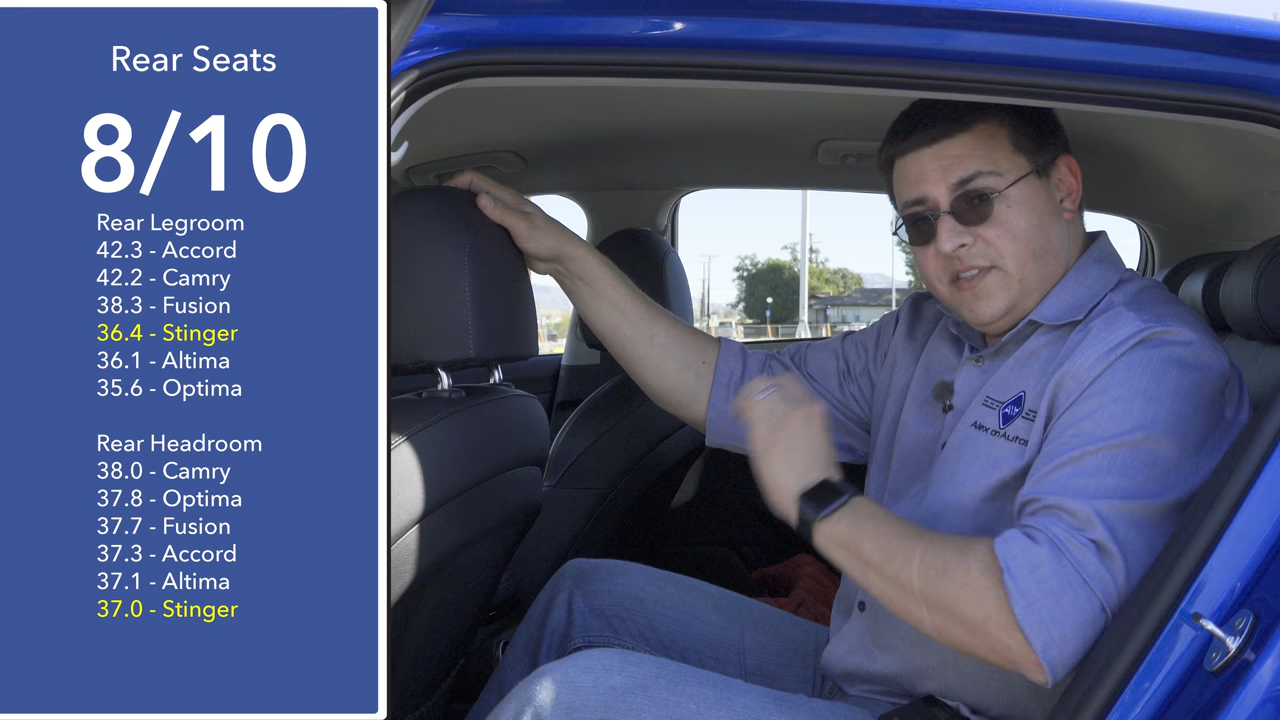 Rear Seats
8/10
Rear Legroom
42.3 - Accord
42.2 - Camry
38.3 - Fusion
36.4 - Stinger
36.1 - Altima
35.6 - Optima
Rear Headroom
38.0 - Camry
37.8 - Optima
37.7 - Fusion
37.3 - Accord
37.1 - Altima
37.0 - Stinger
Alex on Autos